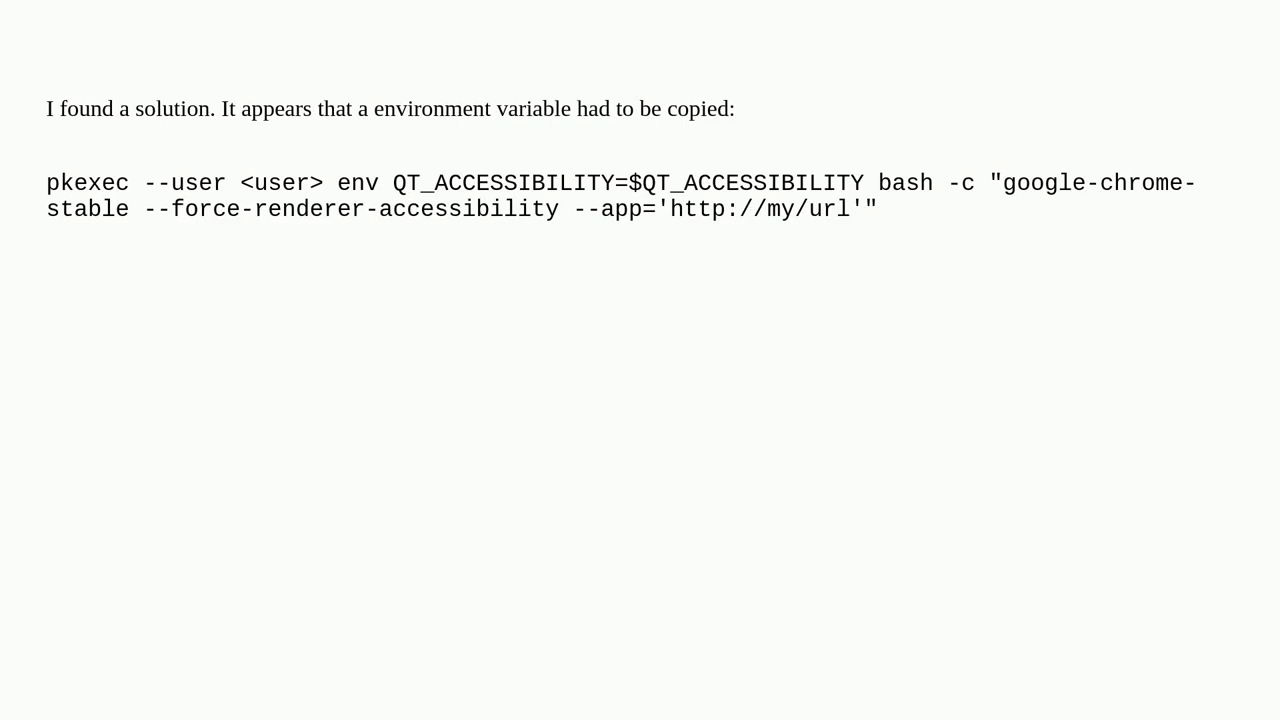 I found a solution. It appears that a environment variable had to be copied:
pkexec --user <user> env QT_ACCESSIBILITY=$QT_ACCESSIBILITY bash -c "google-chrome-
stable --force-renderer-accessibility --app='http://my/url'"